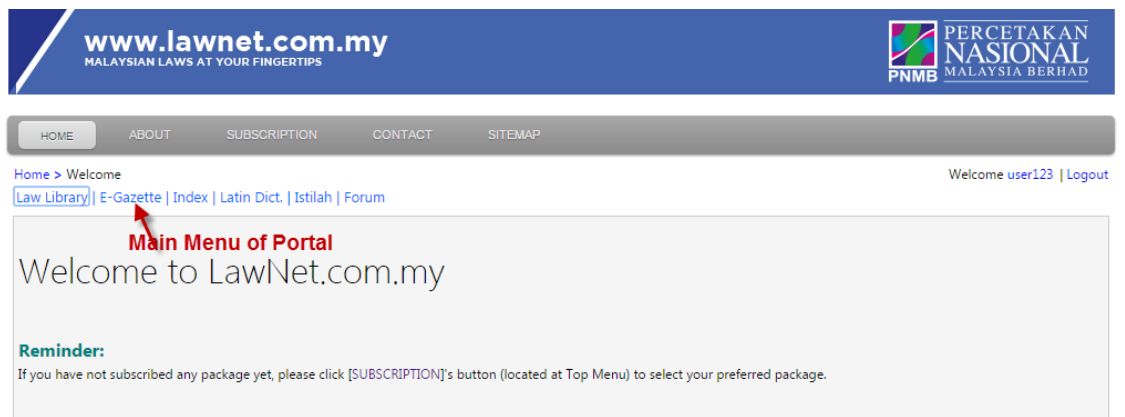 www.lawnet.com.my
MALAYSIAN LAWS AT YOUR FINGERTIPS
PNMB
PERCETAKAN
NASIONAL
MALAYSIA BERHAD
HOME ABOUT SUBSCRIPTION CONTACT SITEMAP
Home > Welcome Welcome user123 | Logout
Law Library | E-Gazette | Index | Latin Dict. | Istilah | Forum
Main Menu of Portal
Welcome to LawNet.com.my
Reminder:
If you have not subscribed any package yet, please click [SUBSCRIPTION]'s button (located at Top Menu) to select your preferred package.